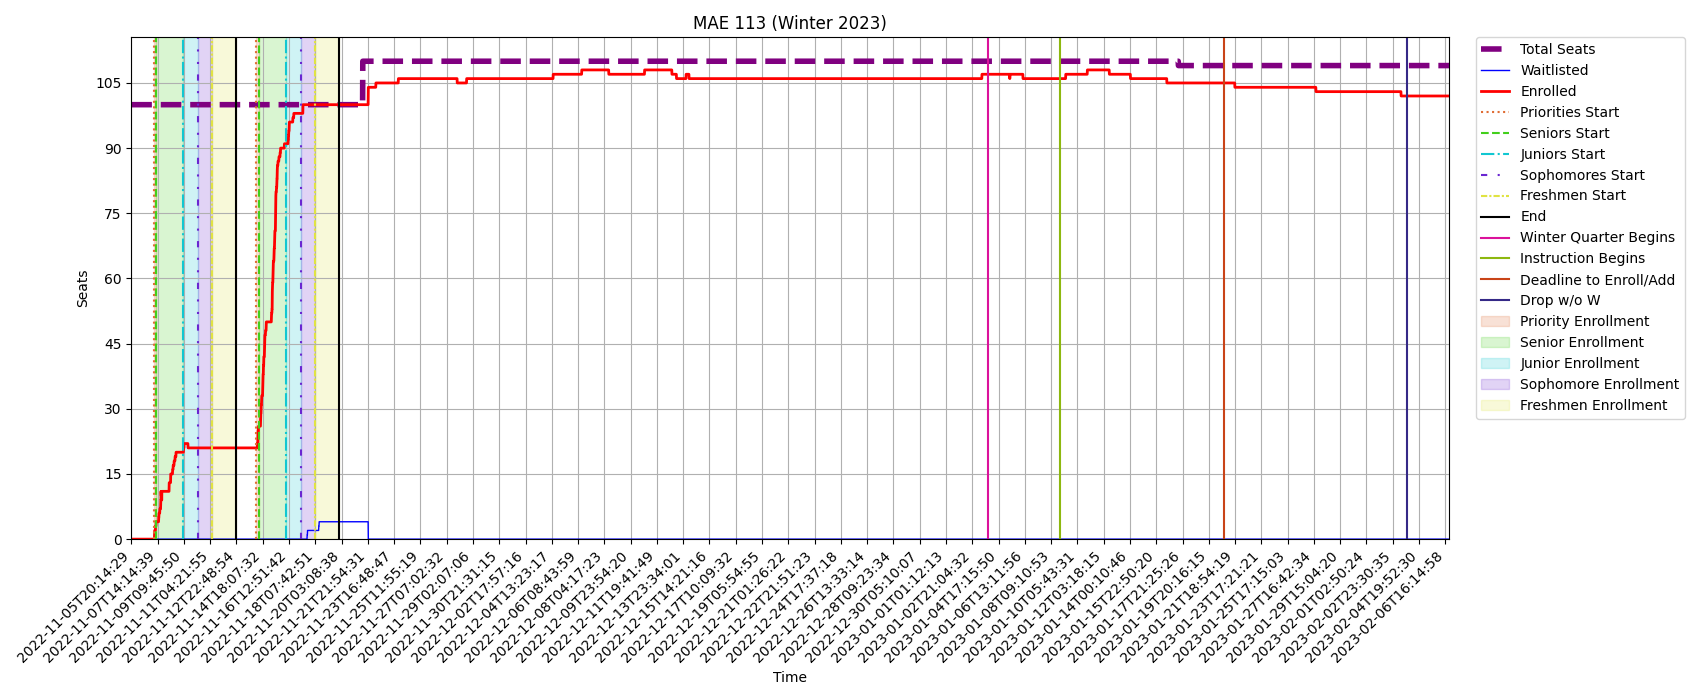 MAE 113 (Winter 2023)
Seats
105
90
75
60
45
30
15
0
2022-11-05T20:14:29
2022-11-07T14:14:39
2022-11-09T09:45:50
2022-11-11T04:21:55
2022-11-12T22:48:54
2022-11-14T18:07:32
2022-11-16T12:51:42
2022-11-18T07:42:51
2022-11-20T03:08:38
2022-11-21T21:54:31
2022-11-23T16:48:47
2022-11-25T11:55:19
2022-11-27T07:02:32
2022-11-29T02:07:06
2022-11-30T21:31:15
2022-12-02T17:57:16
2022-12-04T13:23:17
2022-12-06T08:43:59
2022-12-08T04:17:23
2022-12-09T23:54:20
2022-12-11T19:41:49
2022-12-13T23:34:01
2022-12-15T14:21:16
2022-12-17T10:09:32
2022-12-19T05:54:55
2022-12-21T01:26:22
2022-12-22T21:51:23
2022-12-24T17:37:18
2022-12-26T13:33:14
2022-12-28T09:23:34
2022-12-30T05:10:07
2023-01-01T01:12:13
2023-01-02T21:04:32
2023-01-04T17:15:50
2023-01-06T13:11:56
2023-01-08T09:10:53
2023-01-10T05:43:31
2023-01-12T03:18:15
2023-01-14T00:10:46
2023-01-15T22:50:20
2023-01-17T21:25:26
2023-01-19T20:16:15
2023-01-21T18:54:19
2023-01-23T17:21:21
2023-01-25T17:15:03
2023-01-27T16:42:34
2023-01-29T15:04:20
2023-02-01T02:50:24
2023-02-02T23:30:35
2023-02-04T19:52:30
2023-02-06T16:14:58
Time
Total Seats
Waitlisted
Enrolled
Priorities Start
Seniors Start
Juniors Start
Sophomores Start
Freshmen Start
End
Winter Quarter Begins
Instruction Begins
Deadline to Enroll/Add
Drop w/o W
Priority Enrollment
Senior Enrollment
Junior Enrollment
Sophomore Enrollment
Freshmen Enrollment